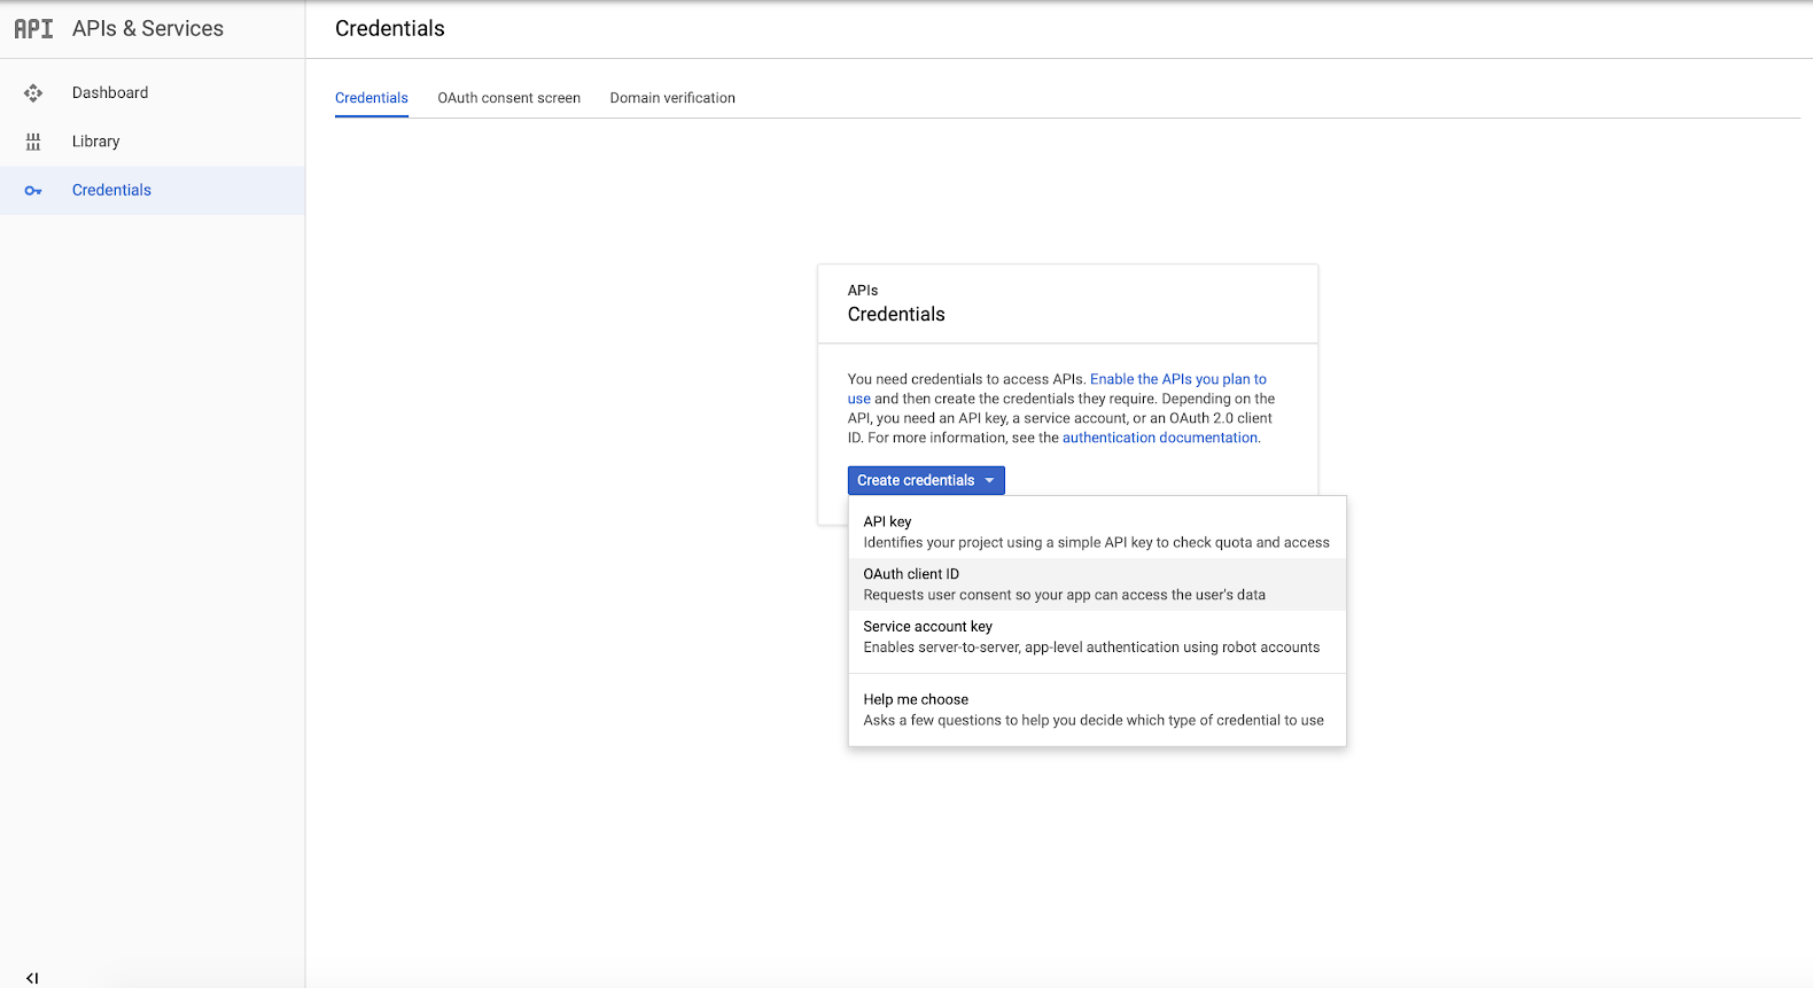 API APIs & Services
Credentials
Dashboard
Library
Credentials
Credentials OAuth consent screen Domain verification
APIs
Credentials
You need credentials to access APIs. Enable the APIs you plan to
use and then create the credentials they require. Depending on the
API, you need an API key, a service account, or an OAuth 2.0 client
ID. For more information, see the authentication documentation.
Create credentials
API key
Identifies your project using a simple API key to check quota and access
OAuth client ID
Requests user consent so your app can access the user's data
Service account key
Enables server-to-server, app-level authentication using robot accounts
Help me choose
Asks a few questions to help you decide which type of credential to use